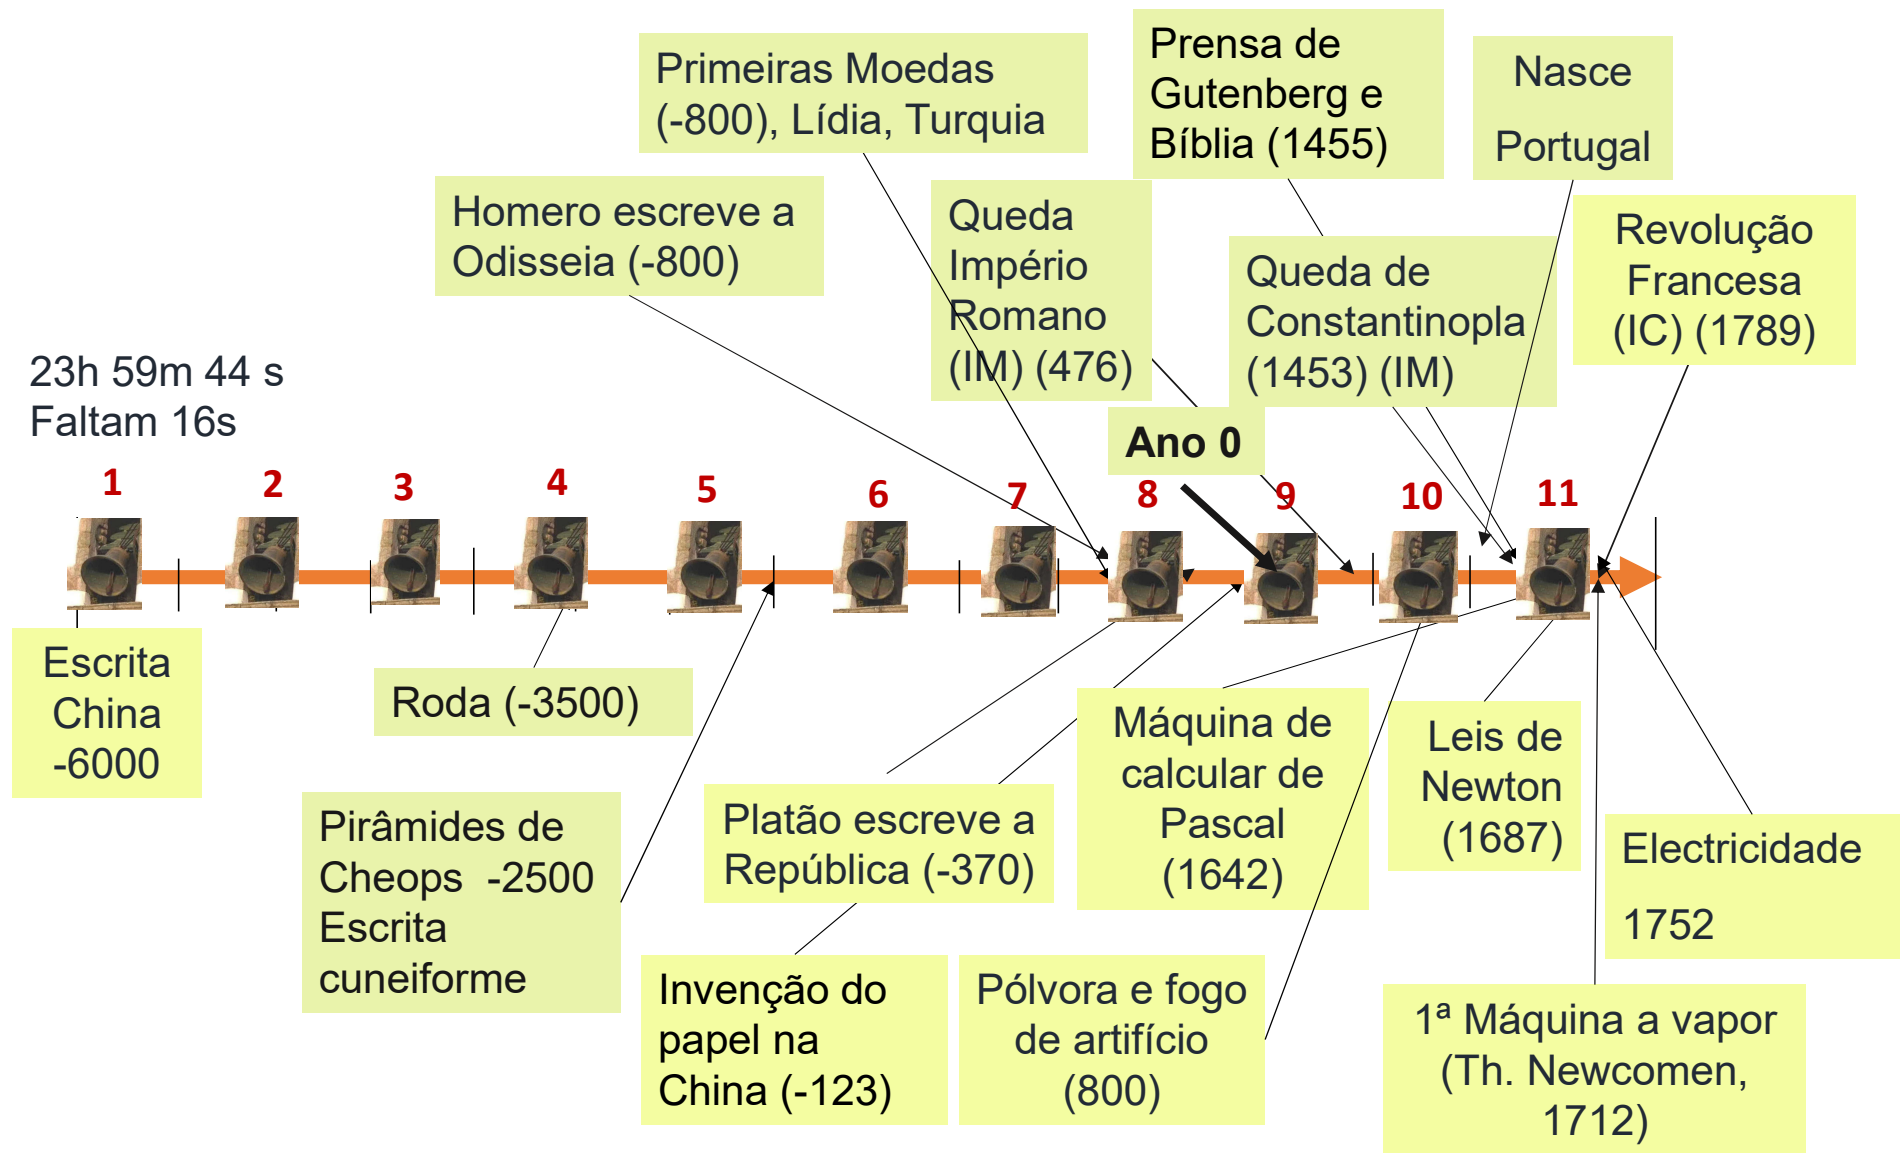 Primeiras Moedas
(-800), Lídia, Turquia
Prensa de
Gutenberg e
Bíblia (1455)
Nasce
Portugal
Homero escreve a
Odisseia (-800)
Queda
Império
Romano
(IM) (476)
Queda de
Constantinopla
(1453) (IM)
Revolução
Francesa
(IC) (1789)
23h 59m 44 s
Faltam 16s
Ano 0
1
2
3
4
5
6
7
8
9
10
11
Escrita
China
-6000
Roda (-3500)
Pirâmides de
Cheops -2500
Escrita
cuneiforme
Platão escreve a
República (-370)
Invenção do
papel na
China (-123)
Máquina de
calcular de
Pascal
(1642)
Pólvora e fogo
de artifício
(800)
Leis de
Newton
(1687)
Electricidade
1752
1ª Máquina a vapor
(Th. Newcomen,
1712)